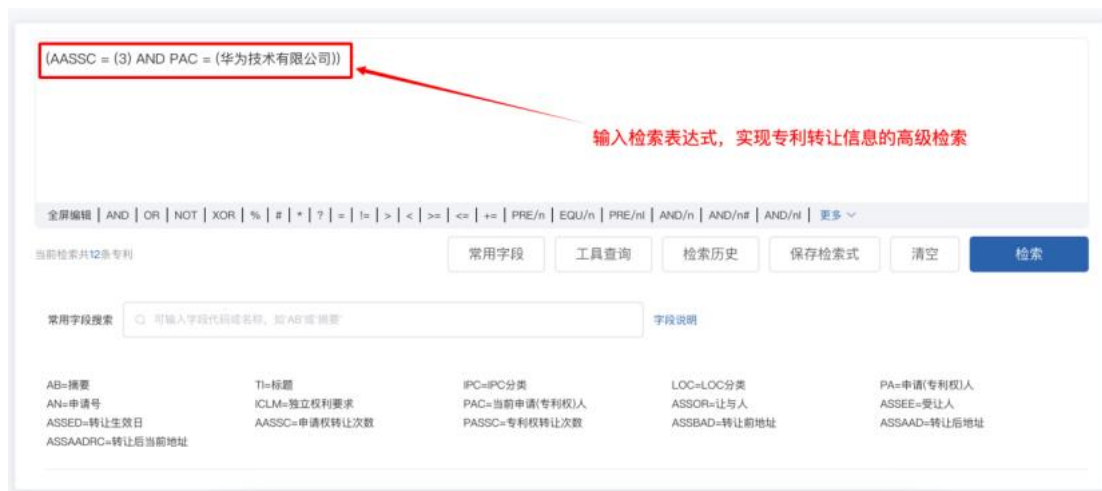 (AASSC = (3) AND PAC = (华为技术有限公司))
输入检索表达式，实现专利转让信息的高级检索
全屏编辑 | AND | OR | NOT | XOR | % | # | * | ? | = | != | > | < | >= | <= | += | PRE/n | EQU/n | PRE/nl | AND/n | AND/n# | AND/nl | 更多
当前检索共12条专利 常用字段 工具查询 检索历史 保存检索式 清空 检索
常用字段搜索 可输入字段代码或名称，如‘AB’或‘摘要’ 字段说明
AB=摘要 TI=标题 IPC=IPC分类 LOC=LOC分类 PA=申请(专利权)人
AN=申请号 ICLM=独立权利要求 PAC=当前申请(专利权)人 ASSOR=让与人 ASSEE=受让人
ASSED=转让生效日 AASSC=申请权转让次数 PASSC=专利权转让次数 ASSBAD=转让前地址 ASSAAD=转让后地址
ASSAADRC=转让后当前地址